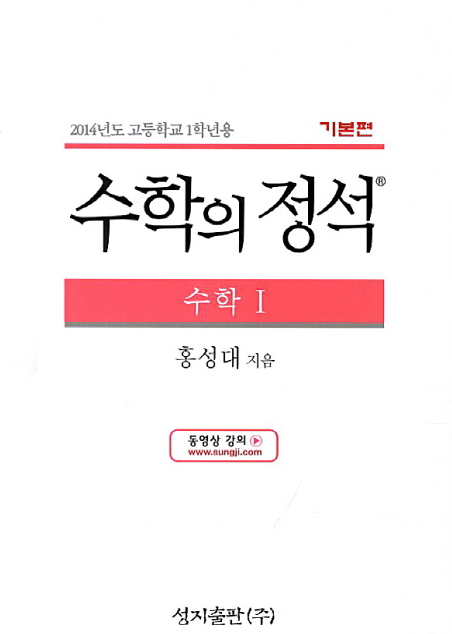 2014년도 고등학교 1학년용 기본편
수학의 정석®
수학 I
홍성대 지음
동영상 강의
www.sungji.com
성지출판(주)